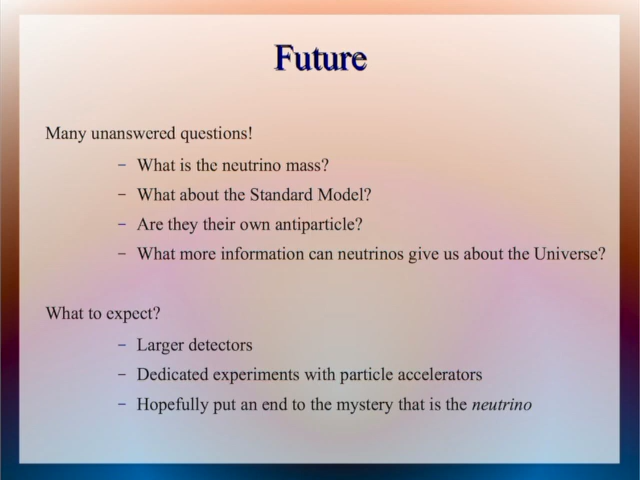 Future
Many unanswered questions!
– What is the neutrino mass?
– What about the Standard Model?
– Are they their own antiparticle?
– What more information can neutrinos give us about the Universe?
What to expect?
– Larger detectors
– Dedicated experiments with particle accelerators
– Hopefully put an end to the mystery that is the neutrino